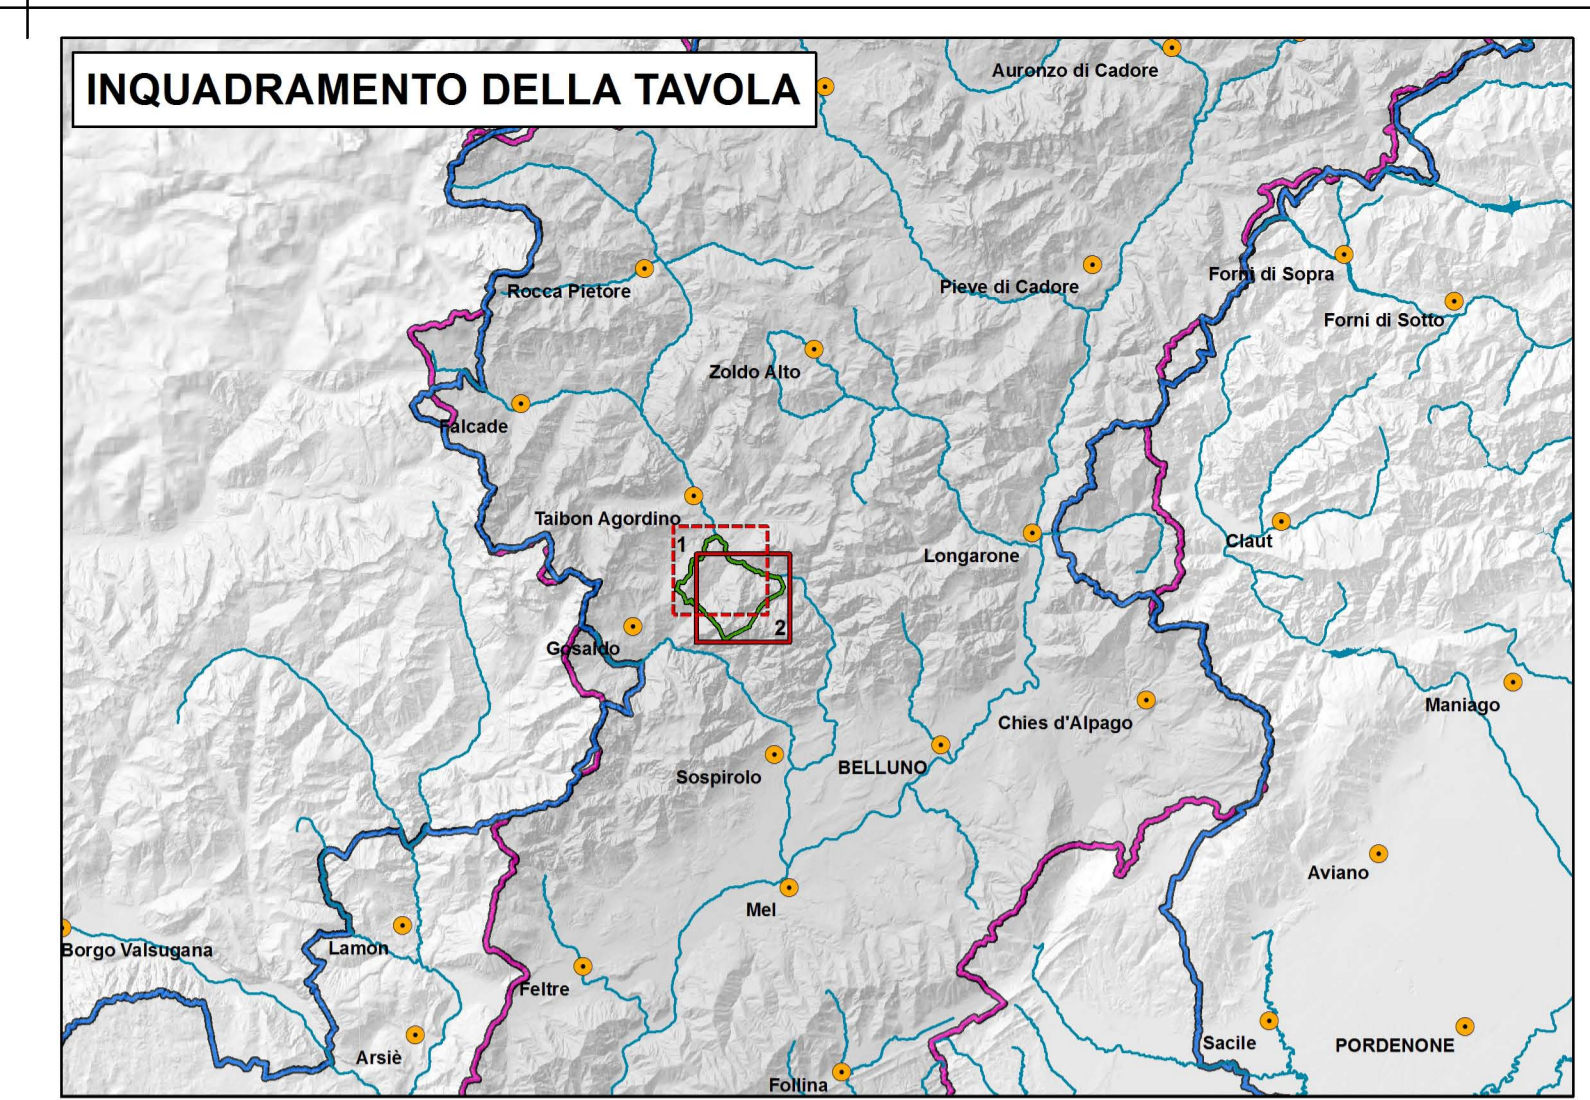 INQUADRAMENTO DELLA TAVOLA
Auronzo di Cadore
Rocca Pietore
Pieve di Cadore
Forni di Sopra
Forni di Sotto
Zoldo Alto
Falcade
Taibon Agordino
1
Longarone
Claut
2
Gosaldo
Maniago
Chies d'Alpago
Sospirolo
BELLUNO
Aviano
Mel
Borgo Valsugana
Lamon
Feltre
Arsiè
Sacile
PORDENONE
Follina